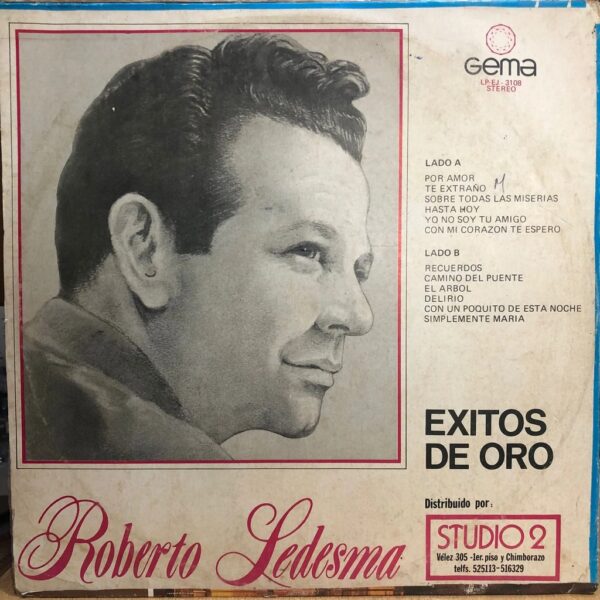 Gema
LP-EJ-3108
STEREO
LADO A
POR AMOR
TE EXTRAÑO M
SOBRE TODAS LAS MISERIAS
HASTA HOY
YO NO SOY TU AMIGO
CON MI CORAZON TE ESPERO
LADO B
RECUERDOS
CAMINO DEL PUENTE
EL ARBOL
DELIRIO
CON UN POQUITO DE ESTA NOCHE
SIMPLEMENTE MARIA
EXITOS
DE ORO
Distribuido por:
STUDIO 2
Vélez 305 -1er. piso y Chimborazo
telfs. 525113-516329
Roberto Ledesma